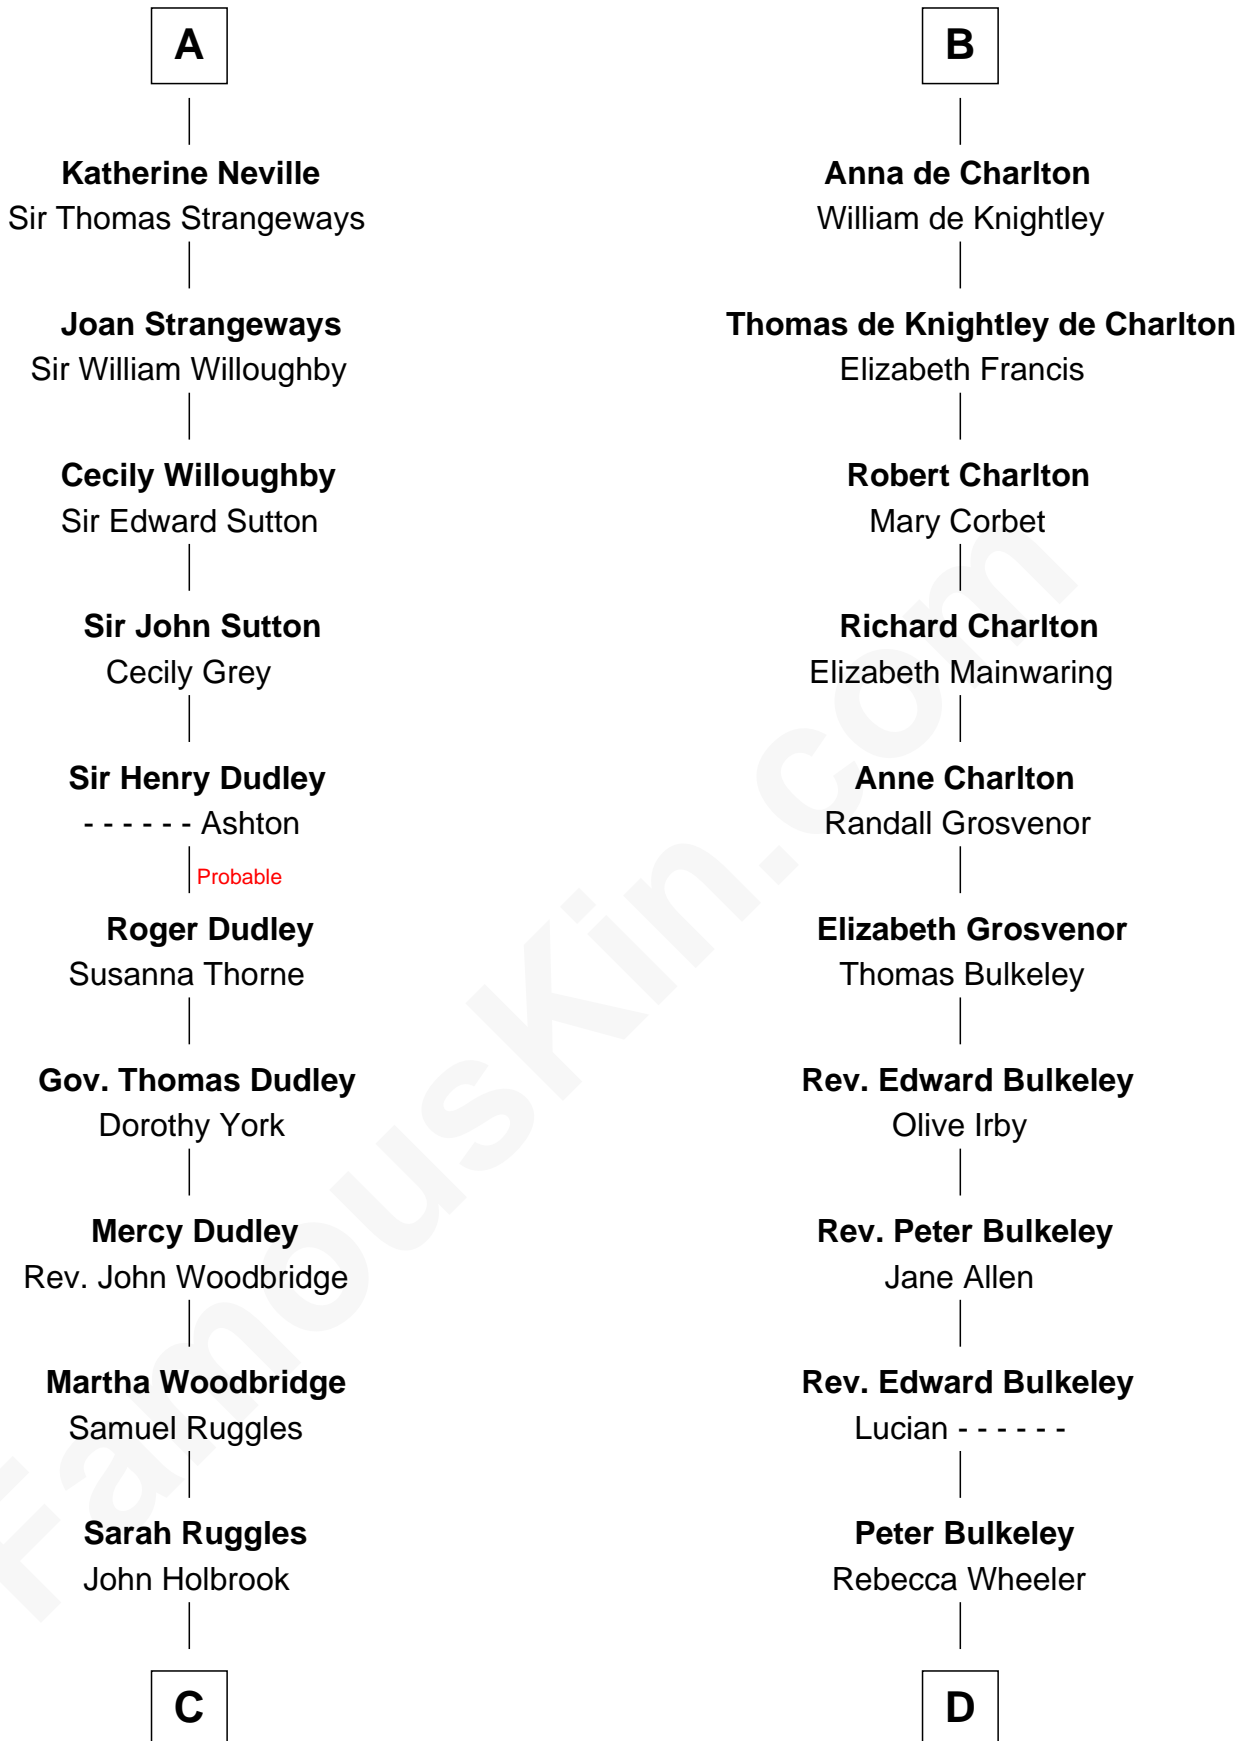 A
Katherine Neville
Sir Thomas Strangeways
Joan Strangeways
Sir William Willoughby
Cecily Willoughby
Sir Edward Sutton
Sir John Sutton
Cecily Grey
Sir Henry Dudley
- - - - - - Ashton
Probable
Roger Dudley
Susanna Thorne
Gov. Thomas Dudley
Dorothy York
Mercy Dudley
Rev. John Woodbridge
Martha Woodbridge
Samuel Ruggles
Sarah Ruggles
John Holbrook
C
B
Anna de Charlton
William de Knightley
Thomas de Knightley de Charlton
Elizabeth Francis
Robert Charlton
Mary Corbet
Richard Charlton
Elizabeth Mainwaring
Anne Charlton
Randall Grosvenor
Elizabeth Grosvenor
Thomas Bulkeley
Rev. Edward Bulkeley
Olive Irby
Rev. Peter Bulkeley
Jane Allen
Rev. Edward Bulkeley
Lucian - - - - - -
Peter Bulkeley
Rebecca Wheeler
D
FamousKin.com